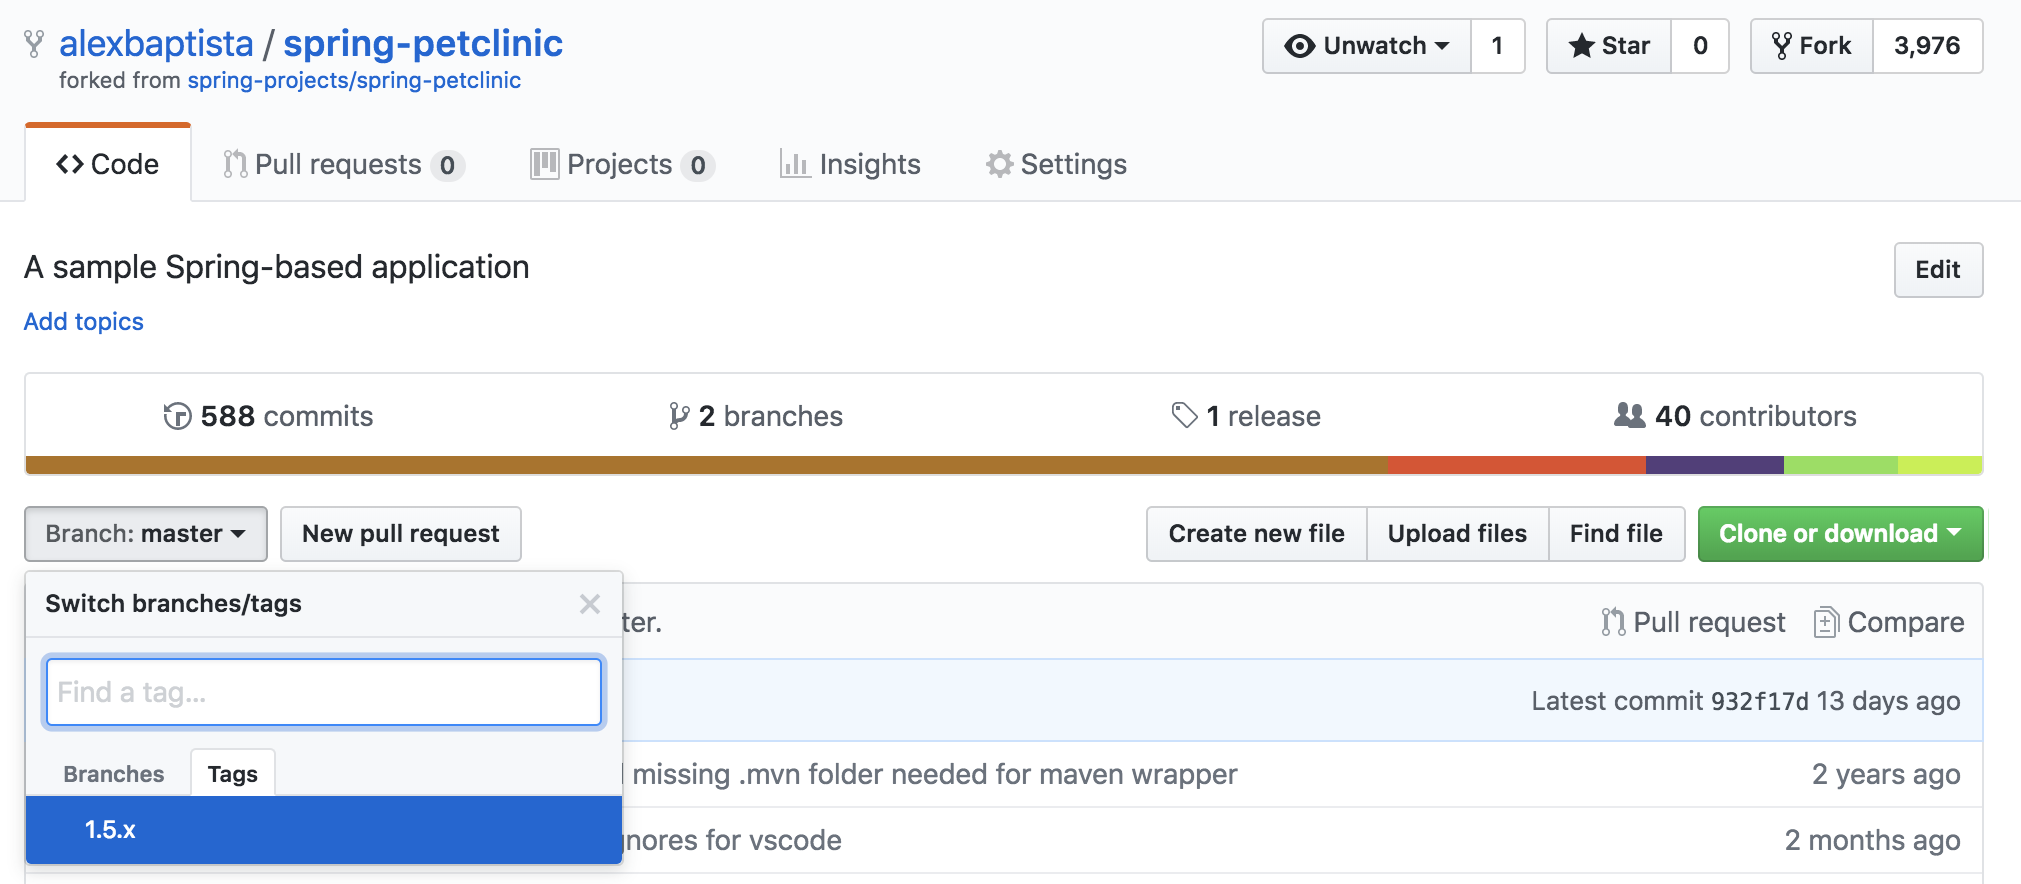 alexbaptista / spring-petclinic
Unwatch 1
Star 0
Fork 3,976
forked from spring-projects/spring-petclinic
Code
Pull requests 0
Projects 0
Insights
Settings
A sample Spring-based application
Edit
Add topics
588 commits
2 branches
1 release
40 contributors
Branch: master
New pull request
Create new file
Upload files
Find file
Clone or download
Switch branches/tags
ter.
Pull request
Compare
Find a tag...
Latest commit 932f17d 13 days ago
Branches
Tags
missing .mvn folder needed for maven wrapper
2 years ago
1.5.x
gnores for vscode
2 months ago